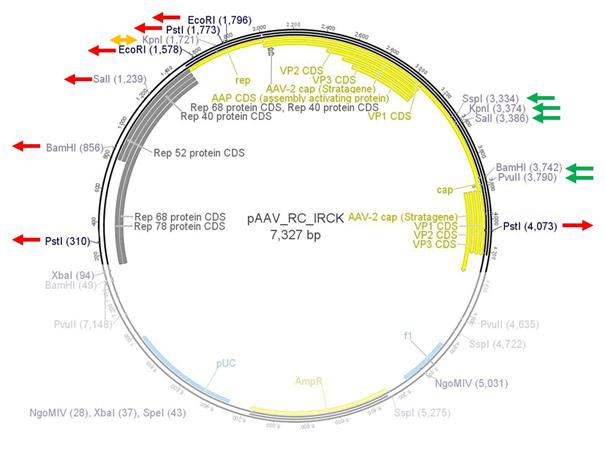 EcoRI (1,796)
PstI (1,773)
KpnI (1,721)
EcoRI (1,578)
SalI (1,239)
BamHI (856)
PstI (310)
XbaI (94)
BamHI (49)
PvuII (7,148)
NgoMIV (28), XbaI (37), SpeI (43)
rep
VP2 CDS
VP3 CDS
AAV-2 cap (Stratagene)
AAP CDS (assembly activating protein)
Rep 68 protein CDS, Rep 40 protein CDS
VP1 CDS
Rep 40 protein CDS
Rep 52 protein CDS
SspI (3,334)
KpnI (3,374)
SalI (3,386)
BamHI (3,742)
PvuII (3,790)
cap
Rep 68 protein CDS
Rep 78 protein CDS
pAAV_RC_IRCK
7,327 bp
AAV-2 cap (Stratagene)
VP1 CDS
VP2 CDS
VP3 CDS
PstI (4,073)
PvuII (4,635)
SspI (4,722)
NgoMIV (5,031)
SspI (5,275)
pUC
AmpR
f1